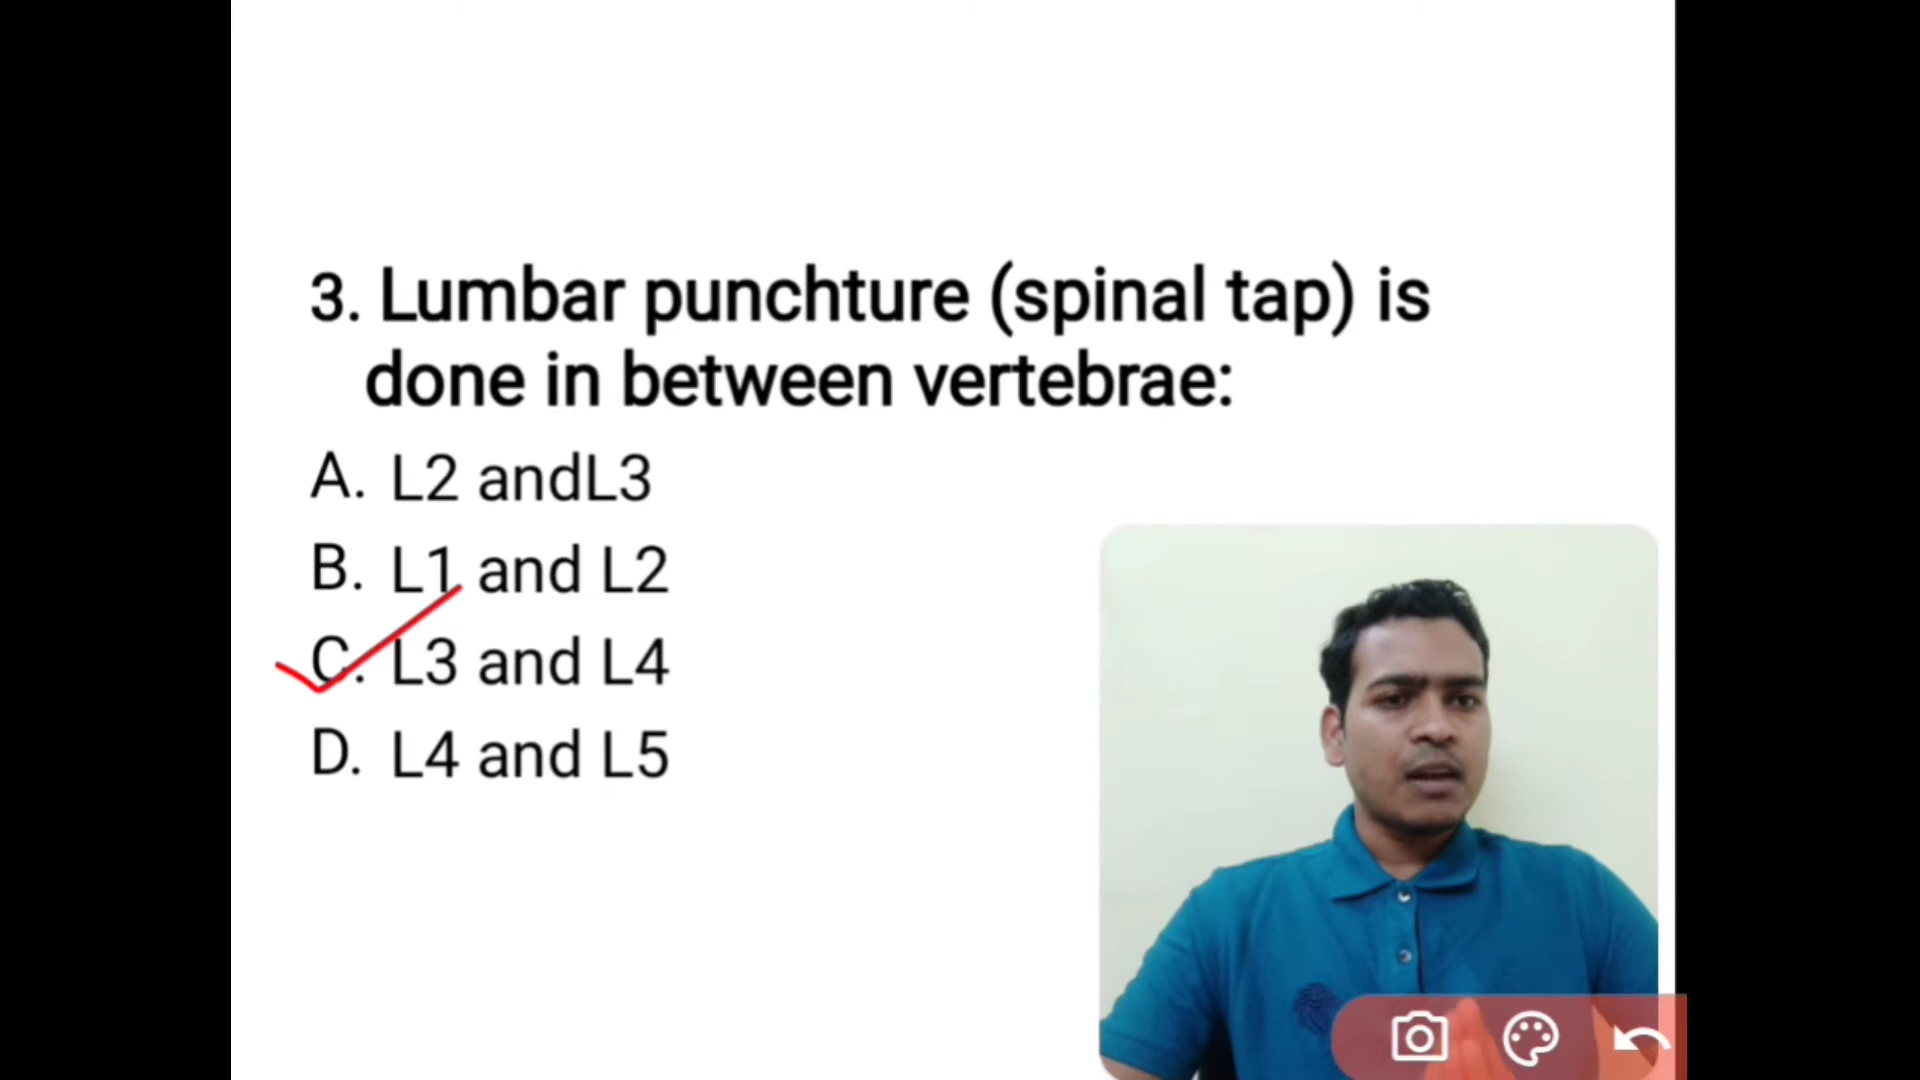 3. Lumbar punchture (spinal tap) is
done in between vertebrae:
A. L2 andL3
B. L1 and L2
C. L3 and L4
D. L4 and L5